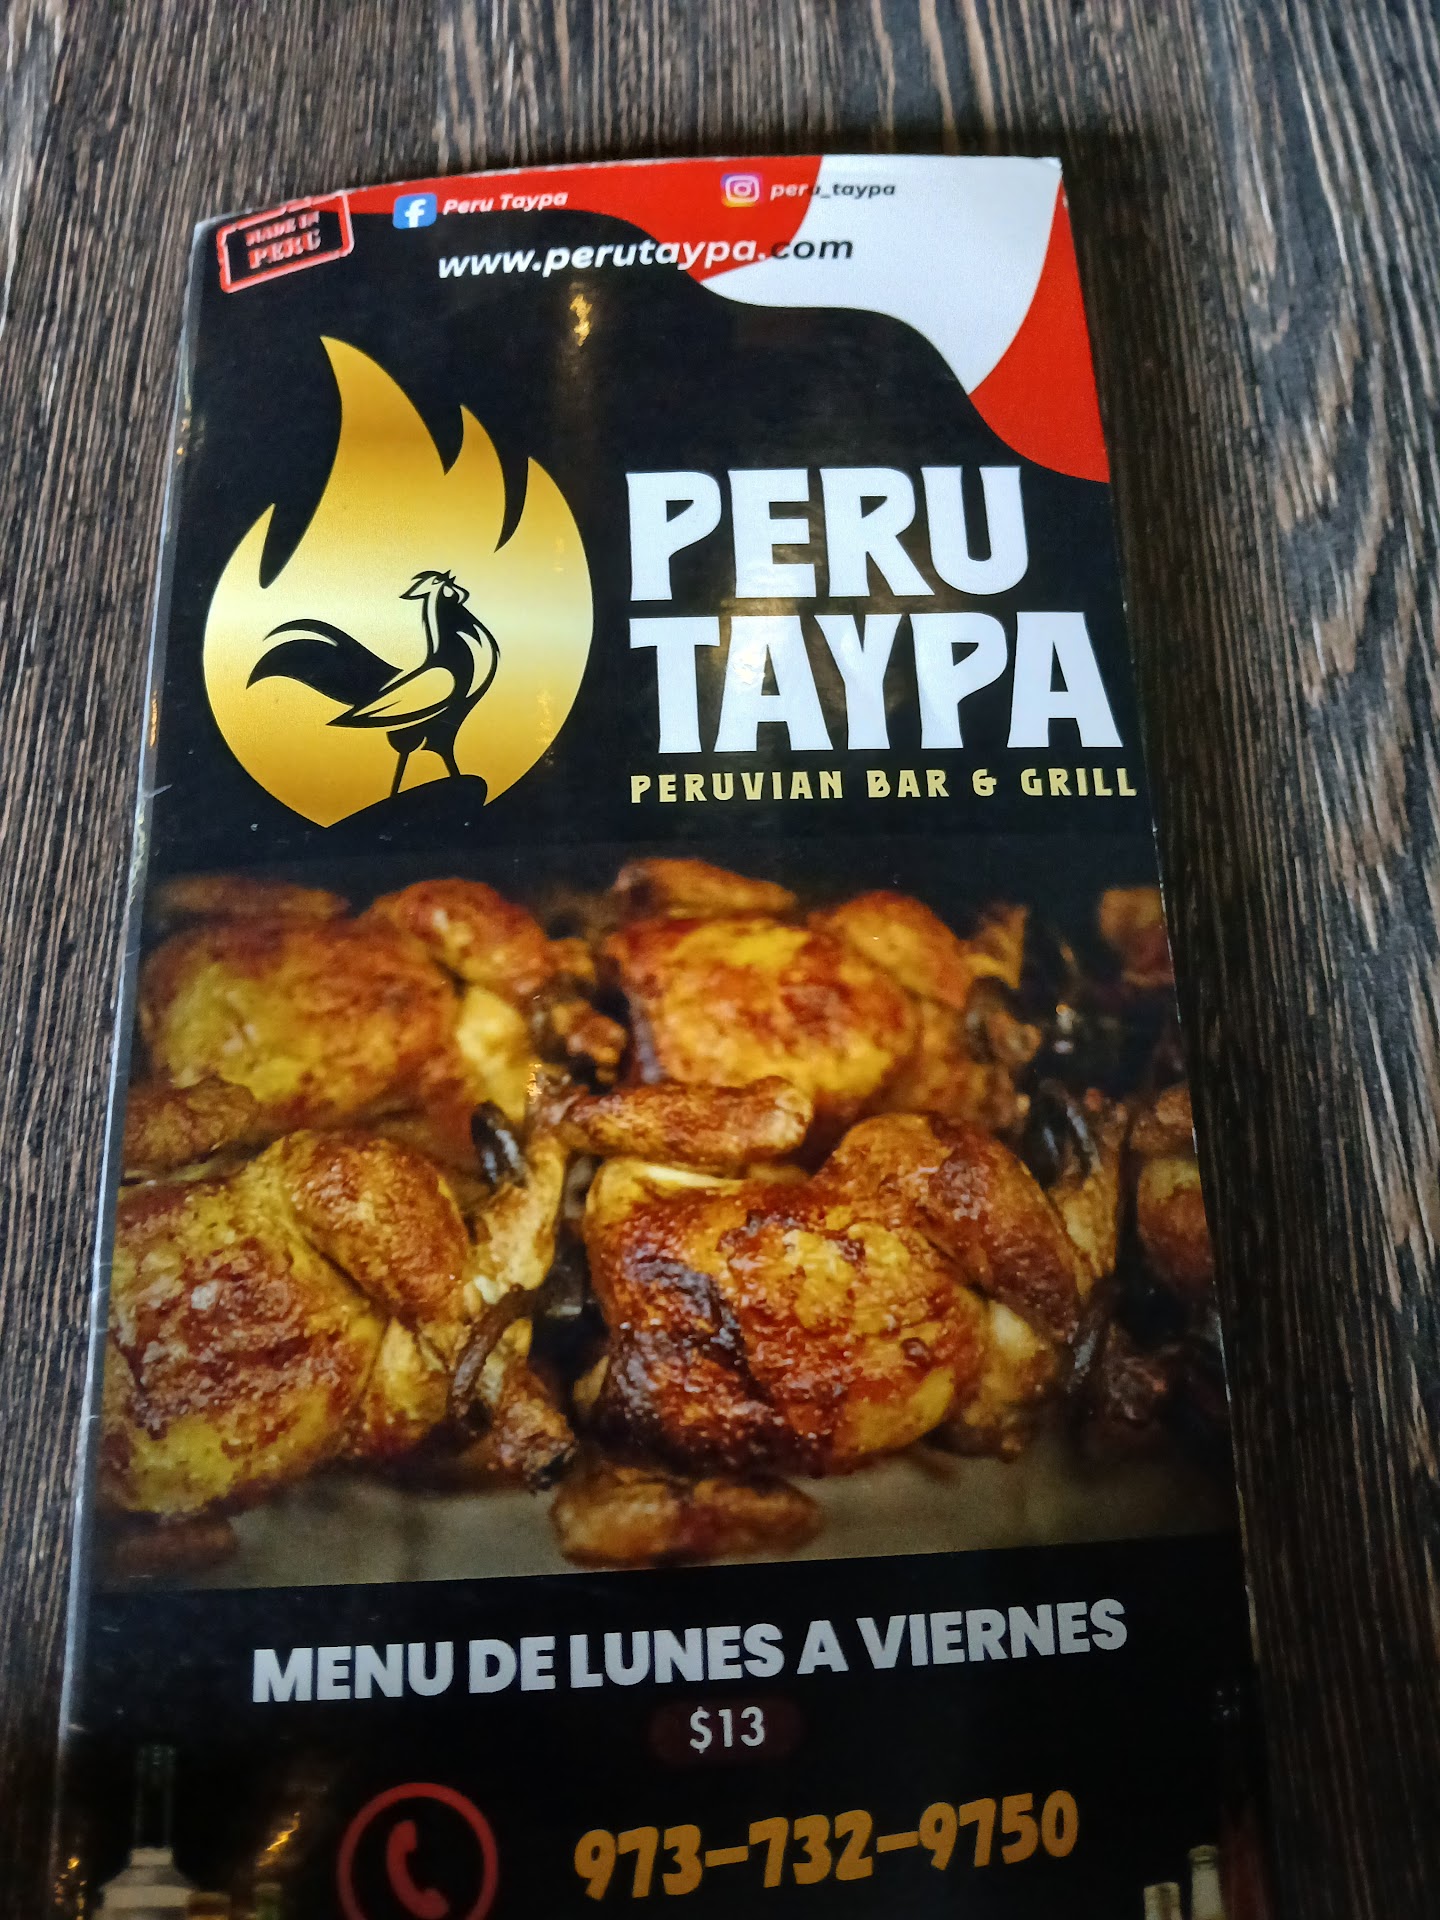 MADE IN
PERU
Peru Taypa
peru_taypa
www.perutaypa.com
PERU
TAYPA
PERUVIAN BAR & GRILL
MENU DE LUNES A VIERNES
$13
973-732-9750